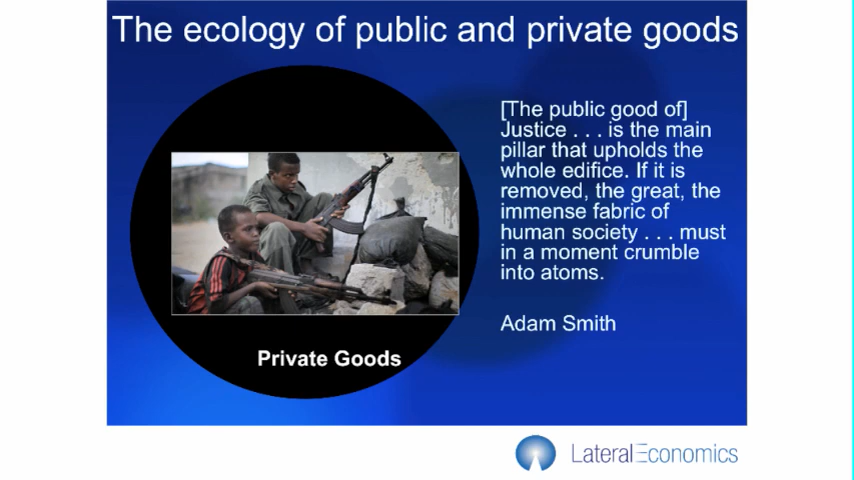 The ecology of public and private goods
[The public good of]
Justice . . . is the main
pillar that upholds the
whole edifice. If it is
removed, the great, the
immense fabric of
human society . . . must
in a moment crumble
into atoms.
Adam Smith
Private Goods
LateralEconomics